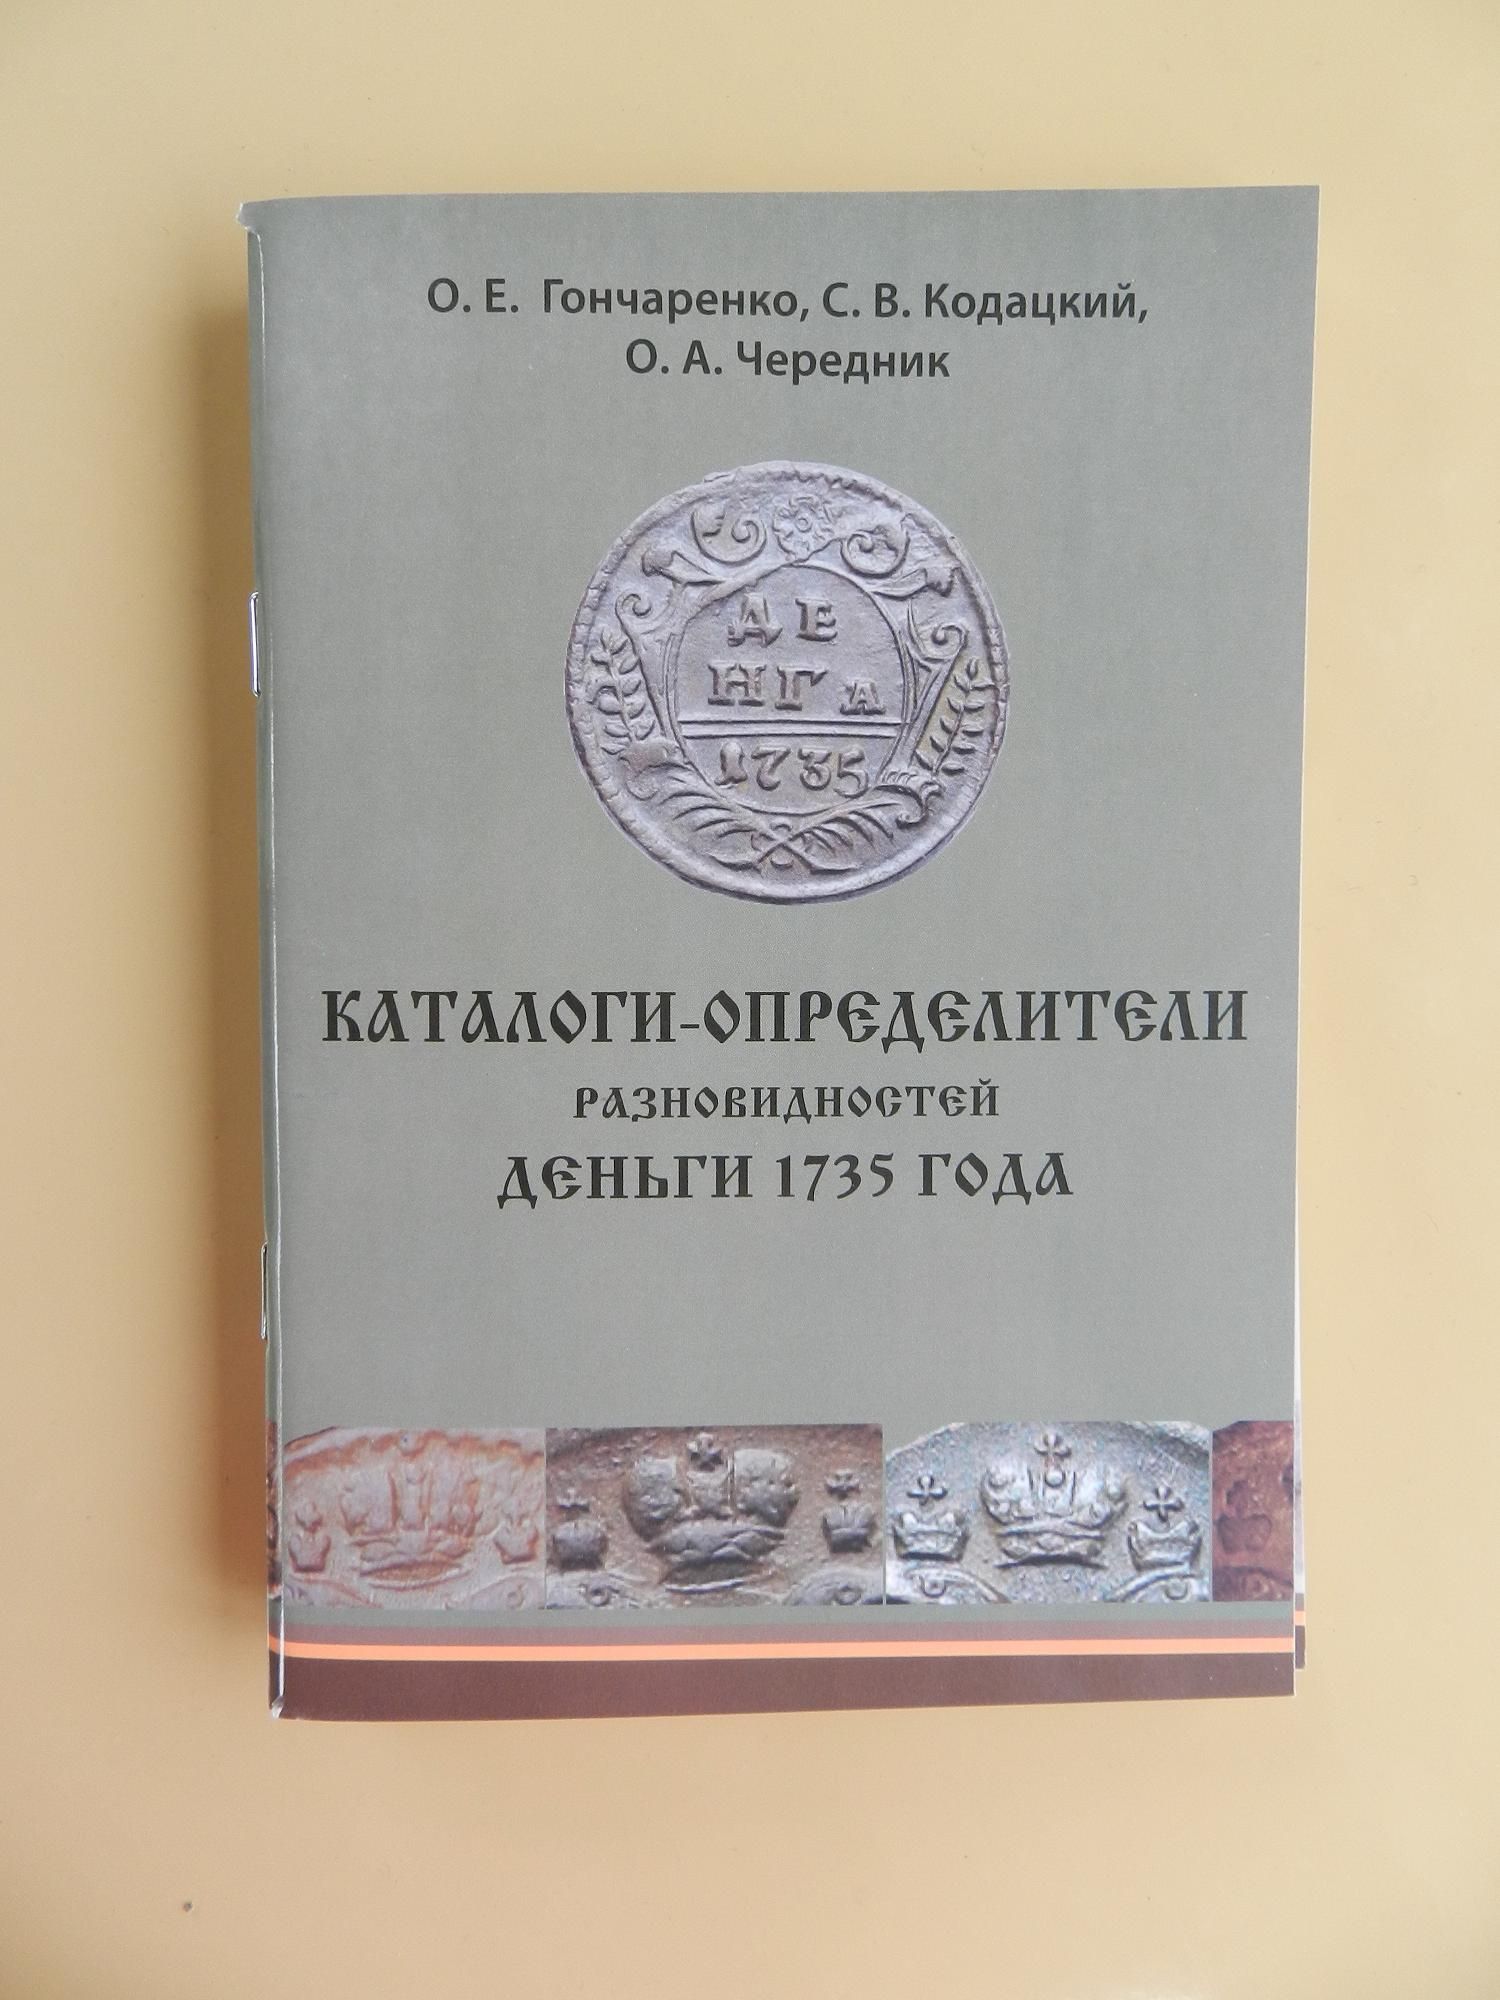 О. Е. Гончаренко, С. В. Кодацкий,
О. А. Чередник
ДЕ
НГА
1735
КАТАЛОГИ-ОПРЕДЕЛИТЕЛИ
РАЗНОВИДНОСТЕЙ
ДЕНЬГИ 1735 ГОДА